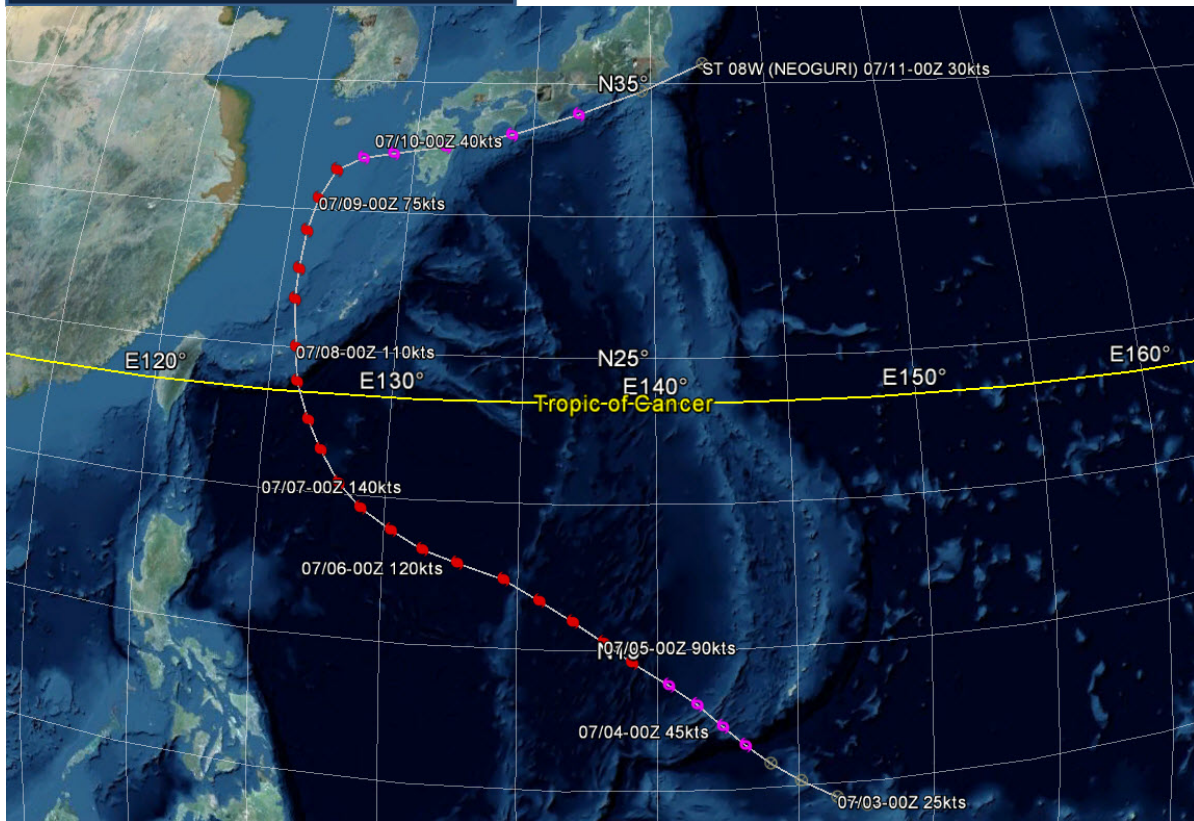 ST 08W (NEOGURI) 07/11-00Z 30kts
N35°
07/10-00Z 40kts
07/09-00Z 75kts
07/08-00Z 110kts
N25°
E120°
E130°
E140°
E150°
E160°
Tropic of Cancer
07/07-00Z 140kts
07/06-00Z 120kts
07/05-00Z 90kts
07/04-00Z 45kts
07/03-00Z 25kts